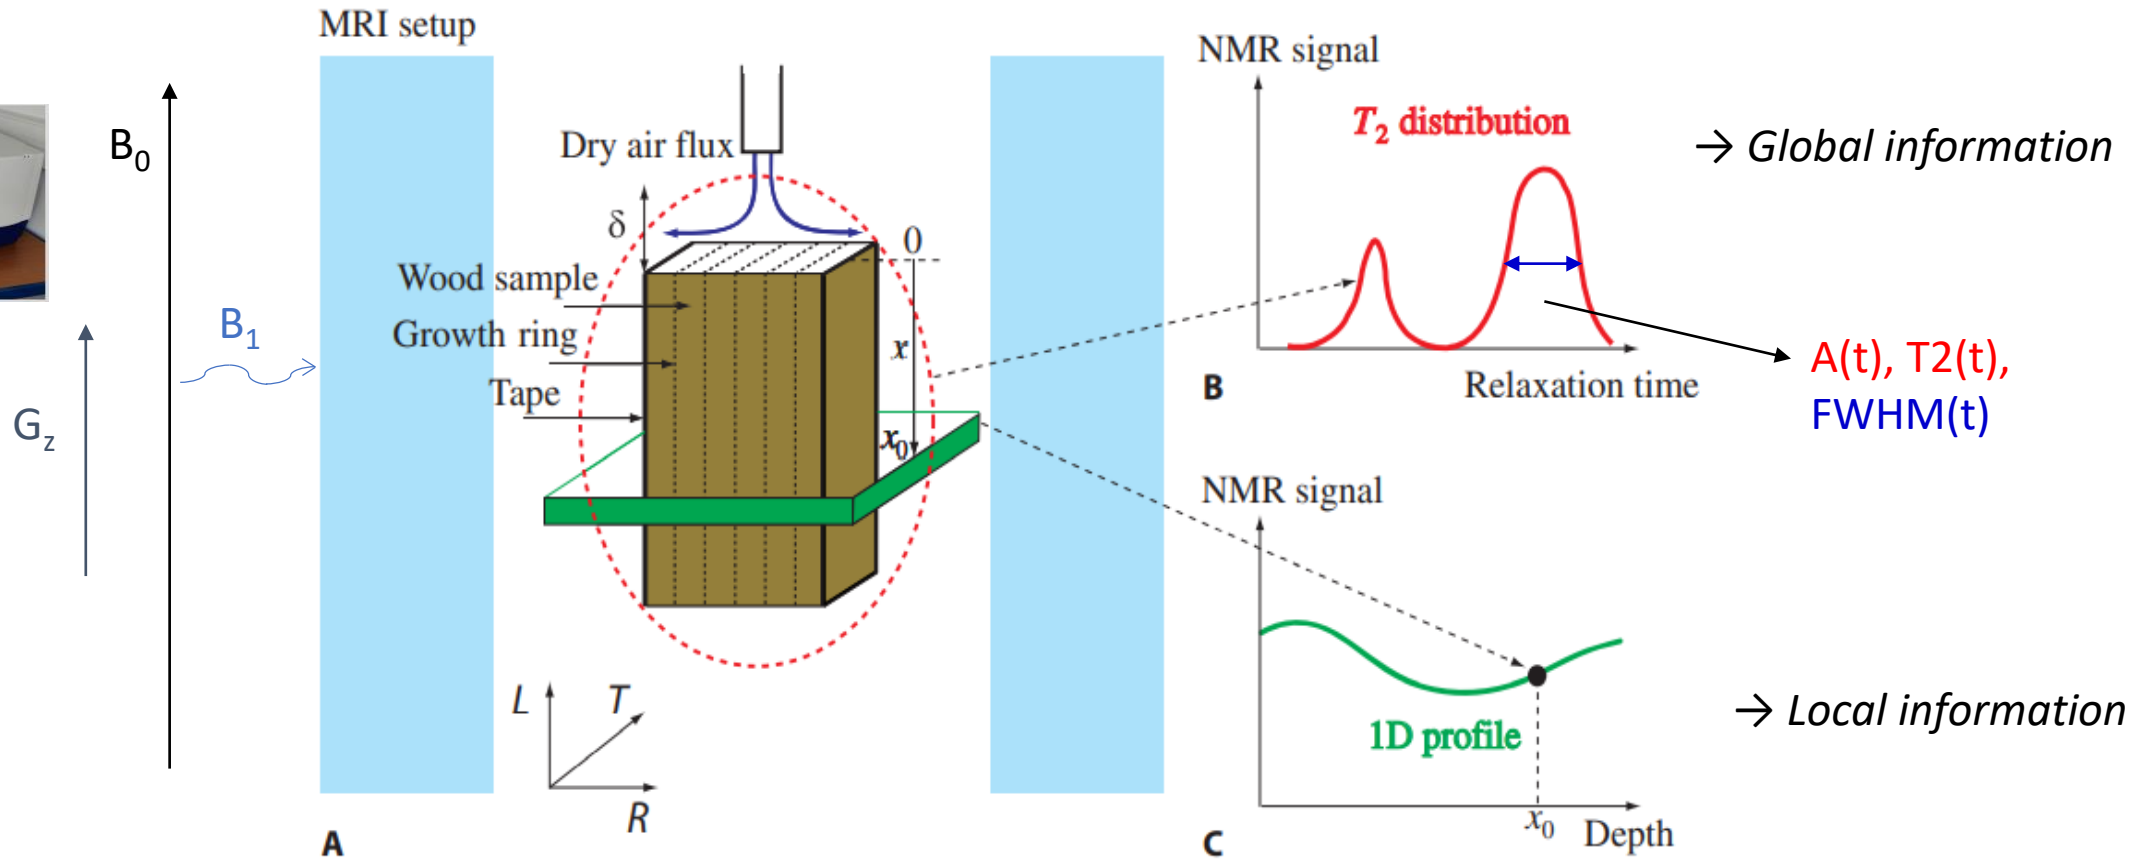 MRI setup
B0
B1
Gz
Dry air flux
δ
0
Wood sample
Growth ring
x
Tape
x0
L
T
R
A
NMR signal
T2 distribution
→ Global information
B
Relaxation time
A(t), T2(t),
FWHM(t)
NMR signal
1D profile
→ Local information
x0
Depth
C